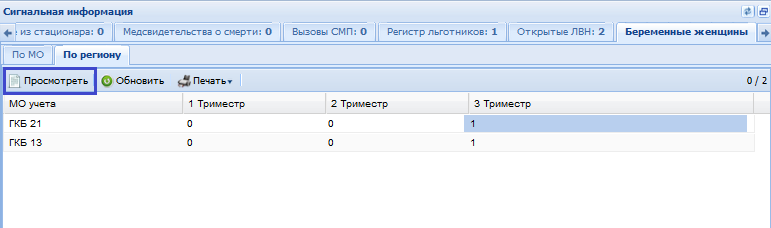 Сигнальная информация
е из стационара: 0 Медсвидетельства о смерти: 0 Вызовы СМП: 0 Регистр льготников: 1 Открытые ЛВН: 2 Беременные женщины
По МО По региону
Просмотреть Обновить Печать 0 / 2
МО учета 1 Триместр 2 Триместр 3 Триместр
ГКБ 21 0 0 1
ГКБ 13 0 0 1